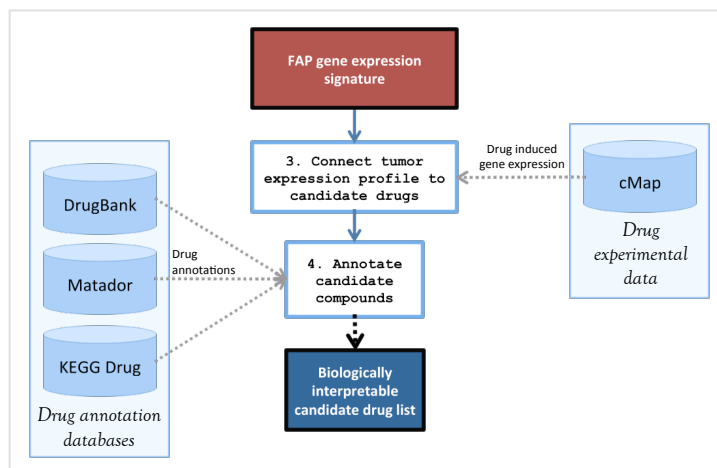 FAP gene expression
signature
3. Connect tumor
expression profile to
candidate drugs
Drug induced
gene expression
cMap
Drug
experimental
data
DrugBank
Matador
KEGG Drug
Drug annotation
databases
Drug
annotations
4. Annotate
candidate
compounds
Biologically
interpretable
candidate drug list